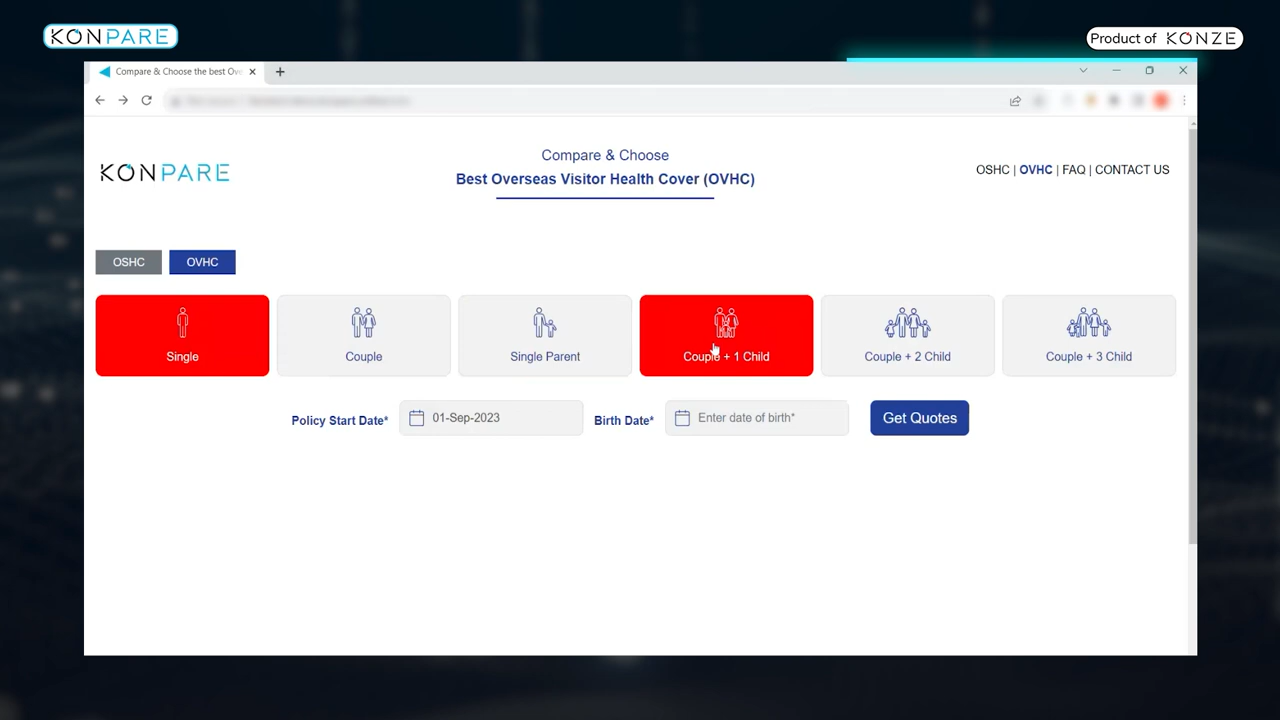 KONPARE
Product of KONZE
Compare & Choose the best Ove
KONPARE
Compare & Choose
Best Overseas Visitor Health Cover (OVHC)
OSHC | OVHC | FAQ | CONTACT US
OSHC
OVHC
Single
Couple
Single Parent
Couple + 1 Child
Couple + 2 Child
Couple + 3 Child
Policy Start Date*
01-Sep-2023
Birth Date*
Enter date of birth*
Get Quotes